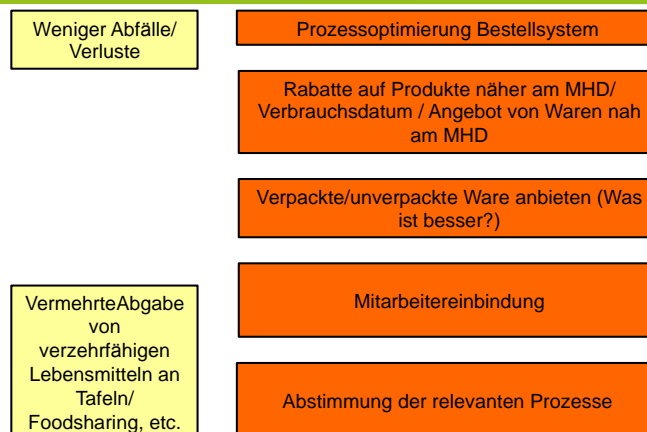 Weniger Abfälle/
Verluste
Prozessoptimierung Bestellsystem
Rabatte auf Produkte näher am MHD/
Verbrauchsdatum / Angebot von Waren nah
am MHD
Verpackte/unverpackte Ware anbieten (Was
ist besser?)
VermehrteAbgabe
von
verzehrfähigen
Lebensmitteln an
Tafeln/
Foodsharing, etc.
Mitarbeitereinbindung
Abstimmung der relevanten Prozesse